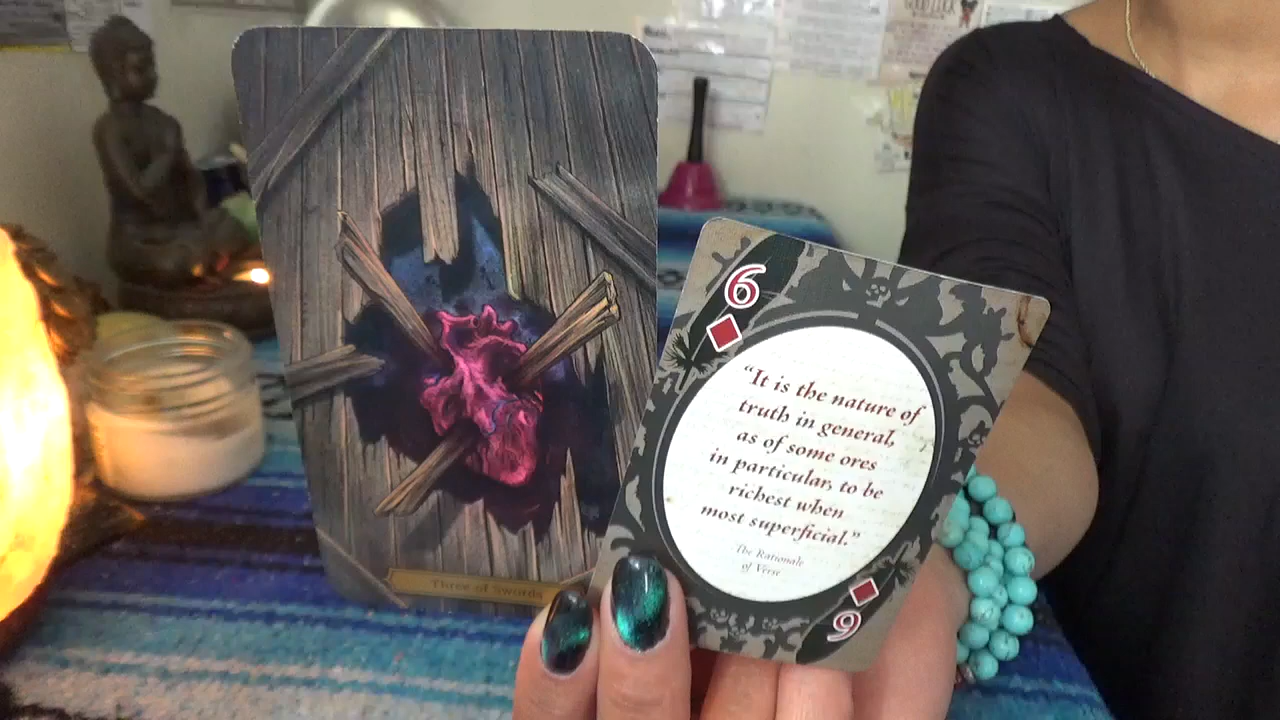 Three of Swords
6
“It is the nature of
truth in general,
as of some ores
in particular, to be
richest when
most superficial.”
The Rationale
of Verse
6